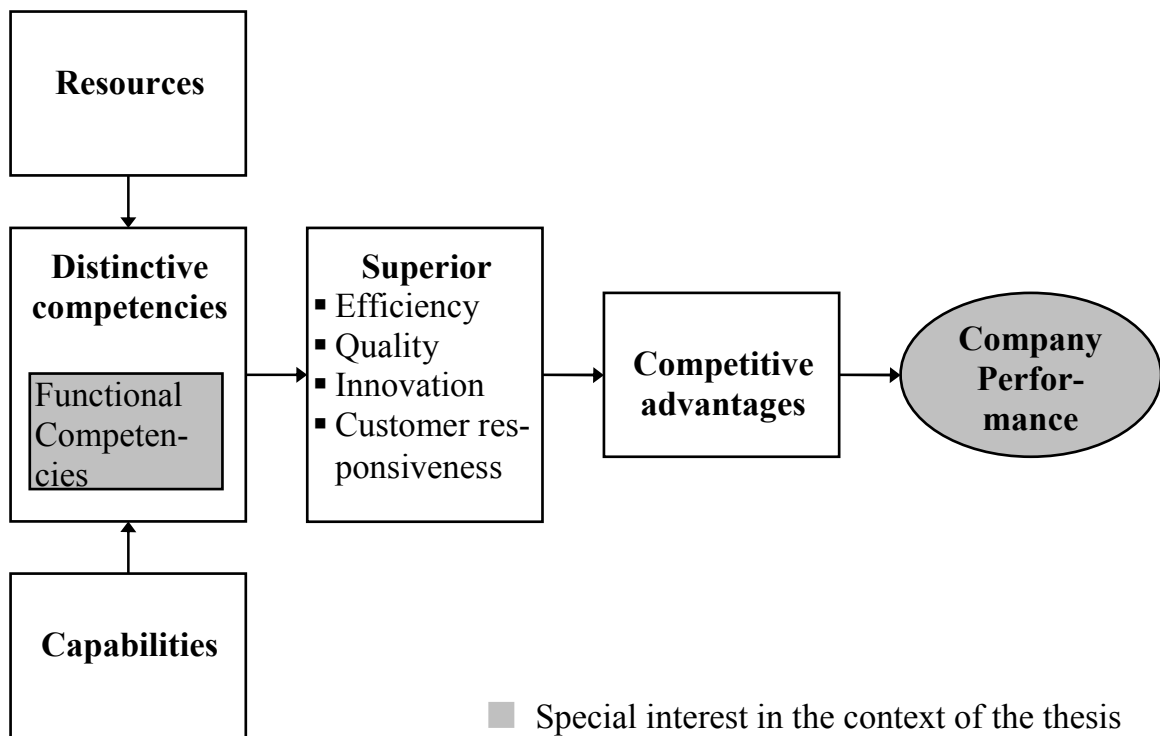 Resources
Distinctive
competencies
Functional
Competen-
cies
Capabilities
Superior
▪ Efficiency
▪ Quality
▪ Innovation
▪ Customer res-
ponsiveness
Competitive
advantages
Company
Perfor-
mance
Special interest in the context of the thesis